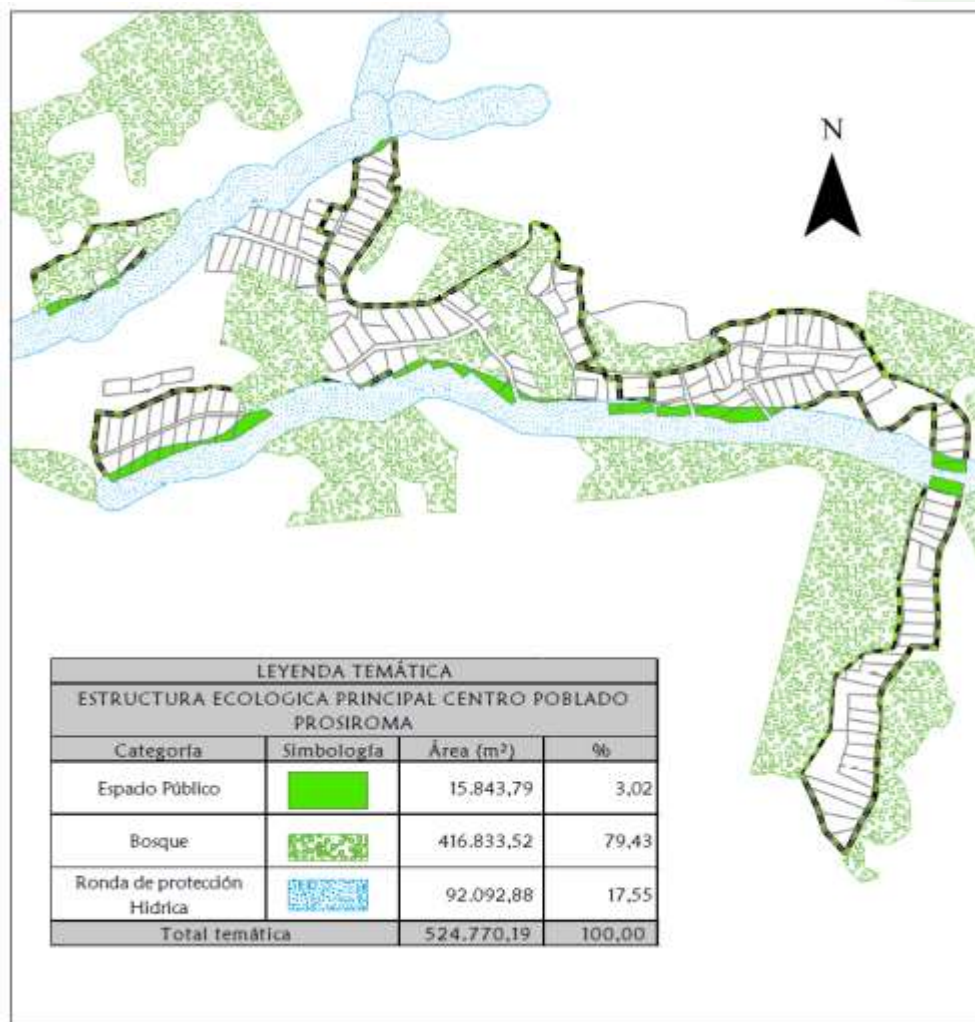 N
LEYENDA TEMÁTICA
ESTRUCTURA ECOLOGICA PRINCIPAL CENTRO POBLADO
PROSIROMA
Categoría Simbología Área (m²) %
Espacio Público 15.843,79 3,02
Bosque 416.833,52 79,43
Ronda de protección
Hídrica 92.092,88 17,55
Total temática 524.770,19 100,00